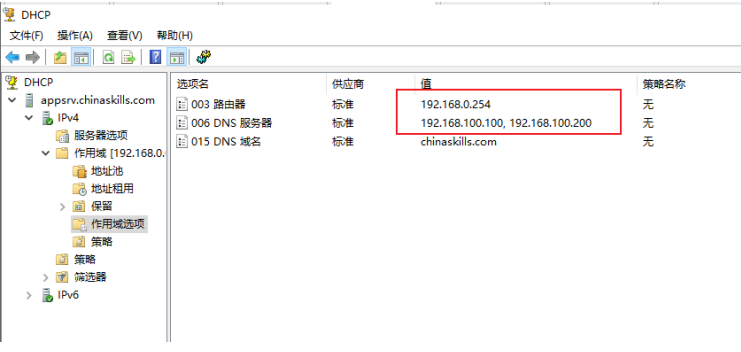 DHCP
文件(F) 操作(A) 查看(V) 帮助(H)
DHCP
appsrv.chinaskills.com
IPv4
服务器选项
作用域 [192.168.0.
地址池
地址租用
保留
作用域选项
策略
策略
筛选器
IPv6
选项名 供应商 值 策略名称
003 路由器 标准 192.168.0.254 无
006 DNS 服务器 标准 192.168.100.100, 192.168.100.200 无
015 DNS 域名 标准 chinaskills.com 无